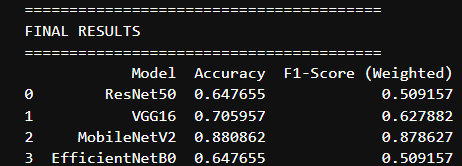 ========================================
FINAL RESULTS
========================================
Model Accuracy F1-Score (Weighted)
0 ResNet50 0.647655 0.509157
1 VGG16 0.705957 0.627882
2 MobileNetV2 0.880862 0.878627
3 EfficientNetB0 0.647655 0.509157